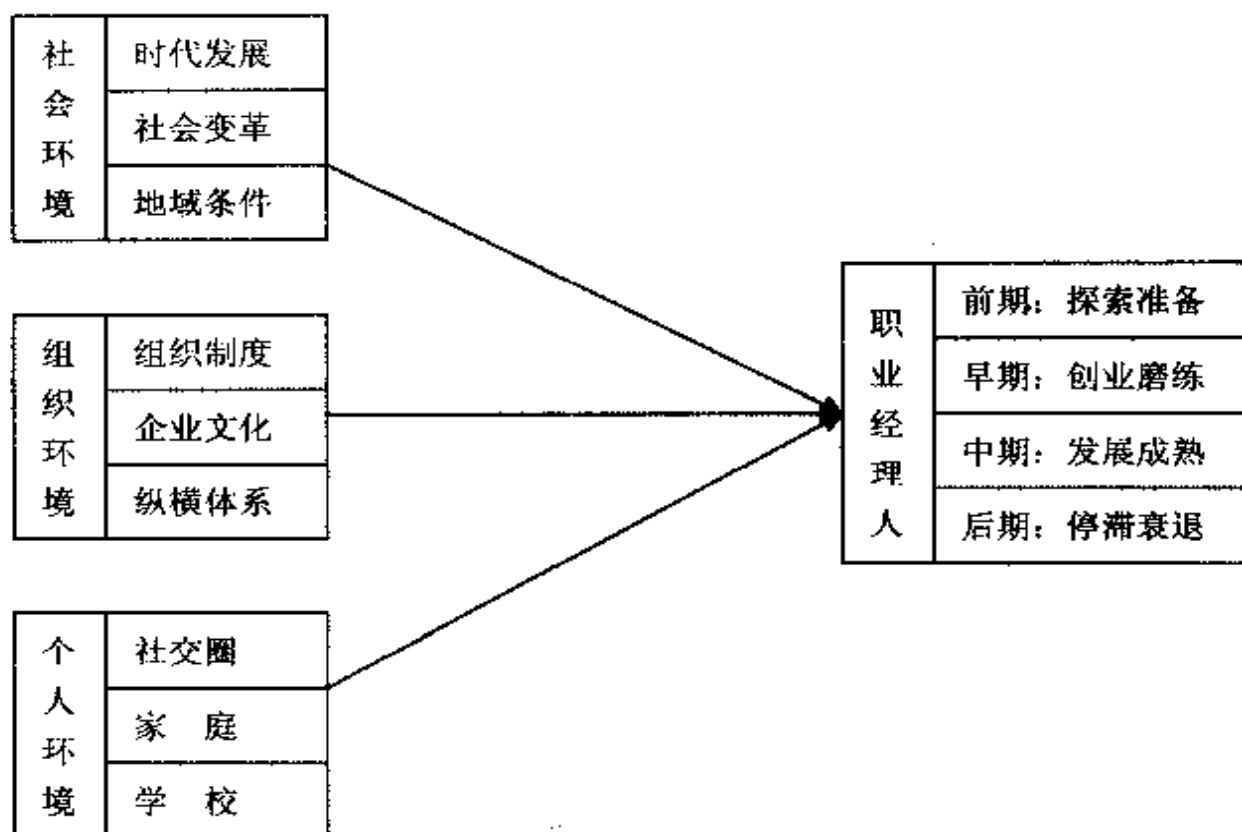 社会环境
时代发展
社会变革
地域条件
组织环境
组织制度
企业文化
纵横体系
个人环境
社交圈
家 庭
学 校
职业经理人
前期：探索准备
早期：创业磨练
中期：发展成熟
后期：停滞衰退